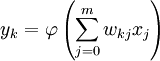 y_k = \varphi \left( \sum_{j=0}^{m} w_{kj} x_j \right)